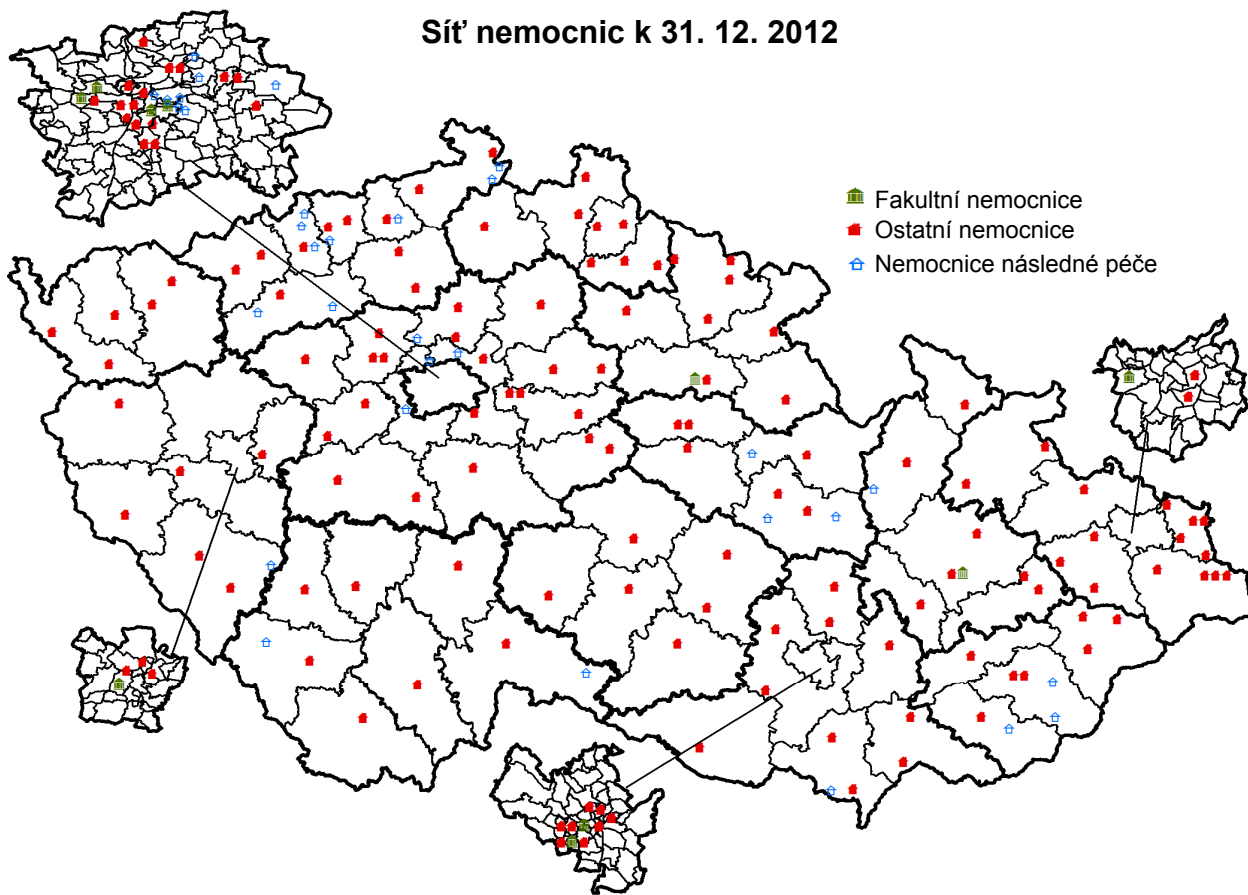 Síť nemocnic k 31. 12. 2012
Fakultní nemocnice
Ostatní nemocnice
Nemocnice následné péče